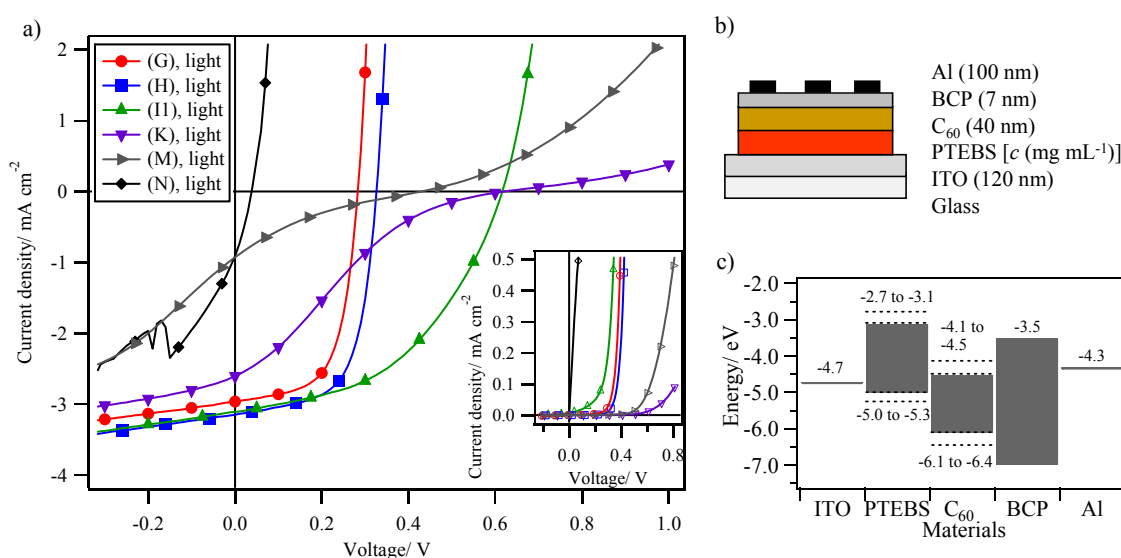 a)
2
1
0
-1
-2
-3
-4
Current density/ mA cm⁻²
(G), light
(H), light
(I1), light
(K), light
(M), light
(N), light
-0.2
0.0
0.2
0.4
0.6
0.8
1.0
Voltage/ V
0.5
0.4
0.3
0.2
0.1
0.0
Current density/ mA cm⁻²
0.0
0.4
0.8
Voltage/ V
b)
Al (100 nm)
BCP (7 nm)
C₆₀ (40 nm)
PTEBS [c (mg mL⁻¹)]
ITO (120 nm)
Glass
c)
Energy/ eV
-3.0
-4.0
-5.0
-6.0
-7.0
-4.7
-2.7 to -3.1
-5.0 to -5.3
-4.1 to
-4.5
-6.1 to -6.4
-3.5
-4.3
ITO
PTEBS
C₆₀
BCP
Al
Materials